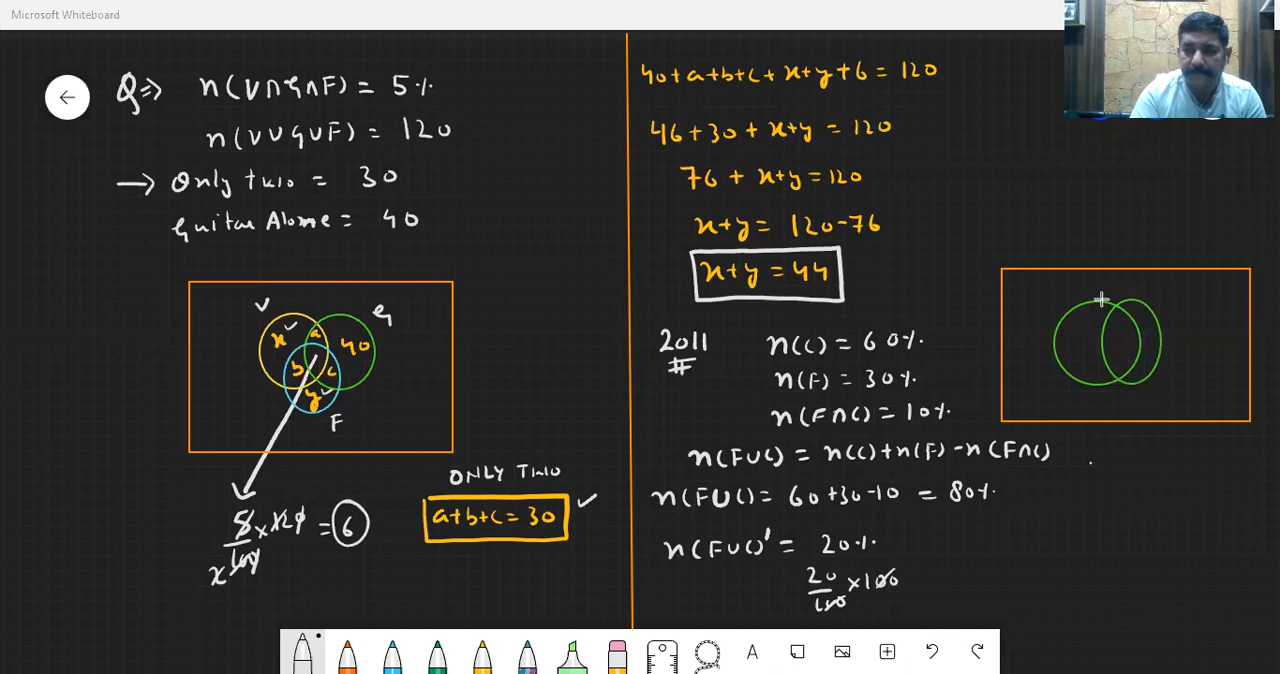 Microsoft Whiteboard
Q⇒ n(V∩G∩F) = 5%
n(V∪G∪F) = 120
→ Only two = 30
Guitar Alone = 40
V
G
x✓
a
40
b
c
y✓
F
5/100 × 120 = 6
ONLY TWO
a+b+c = 30 ✓
40+a+b+c+x+y+6 = 120
46+30+x+y = 120
76 + x+y = 120
x+y = 120-76
x+y = 44
2011
#
n(C) = 60%
n(F) = 30%
n(F∩C) = 10%
n(F∪C) = n(C)+n(F)-n(F∩C)
n(F∪C) = 60+30-10 = 80%
n(F∪C)' = 20%
20/100 ×100
A